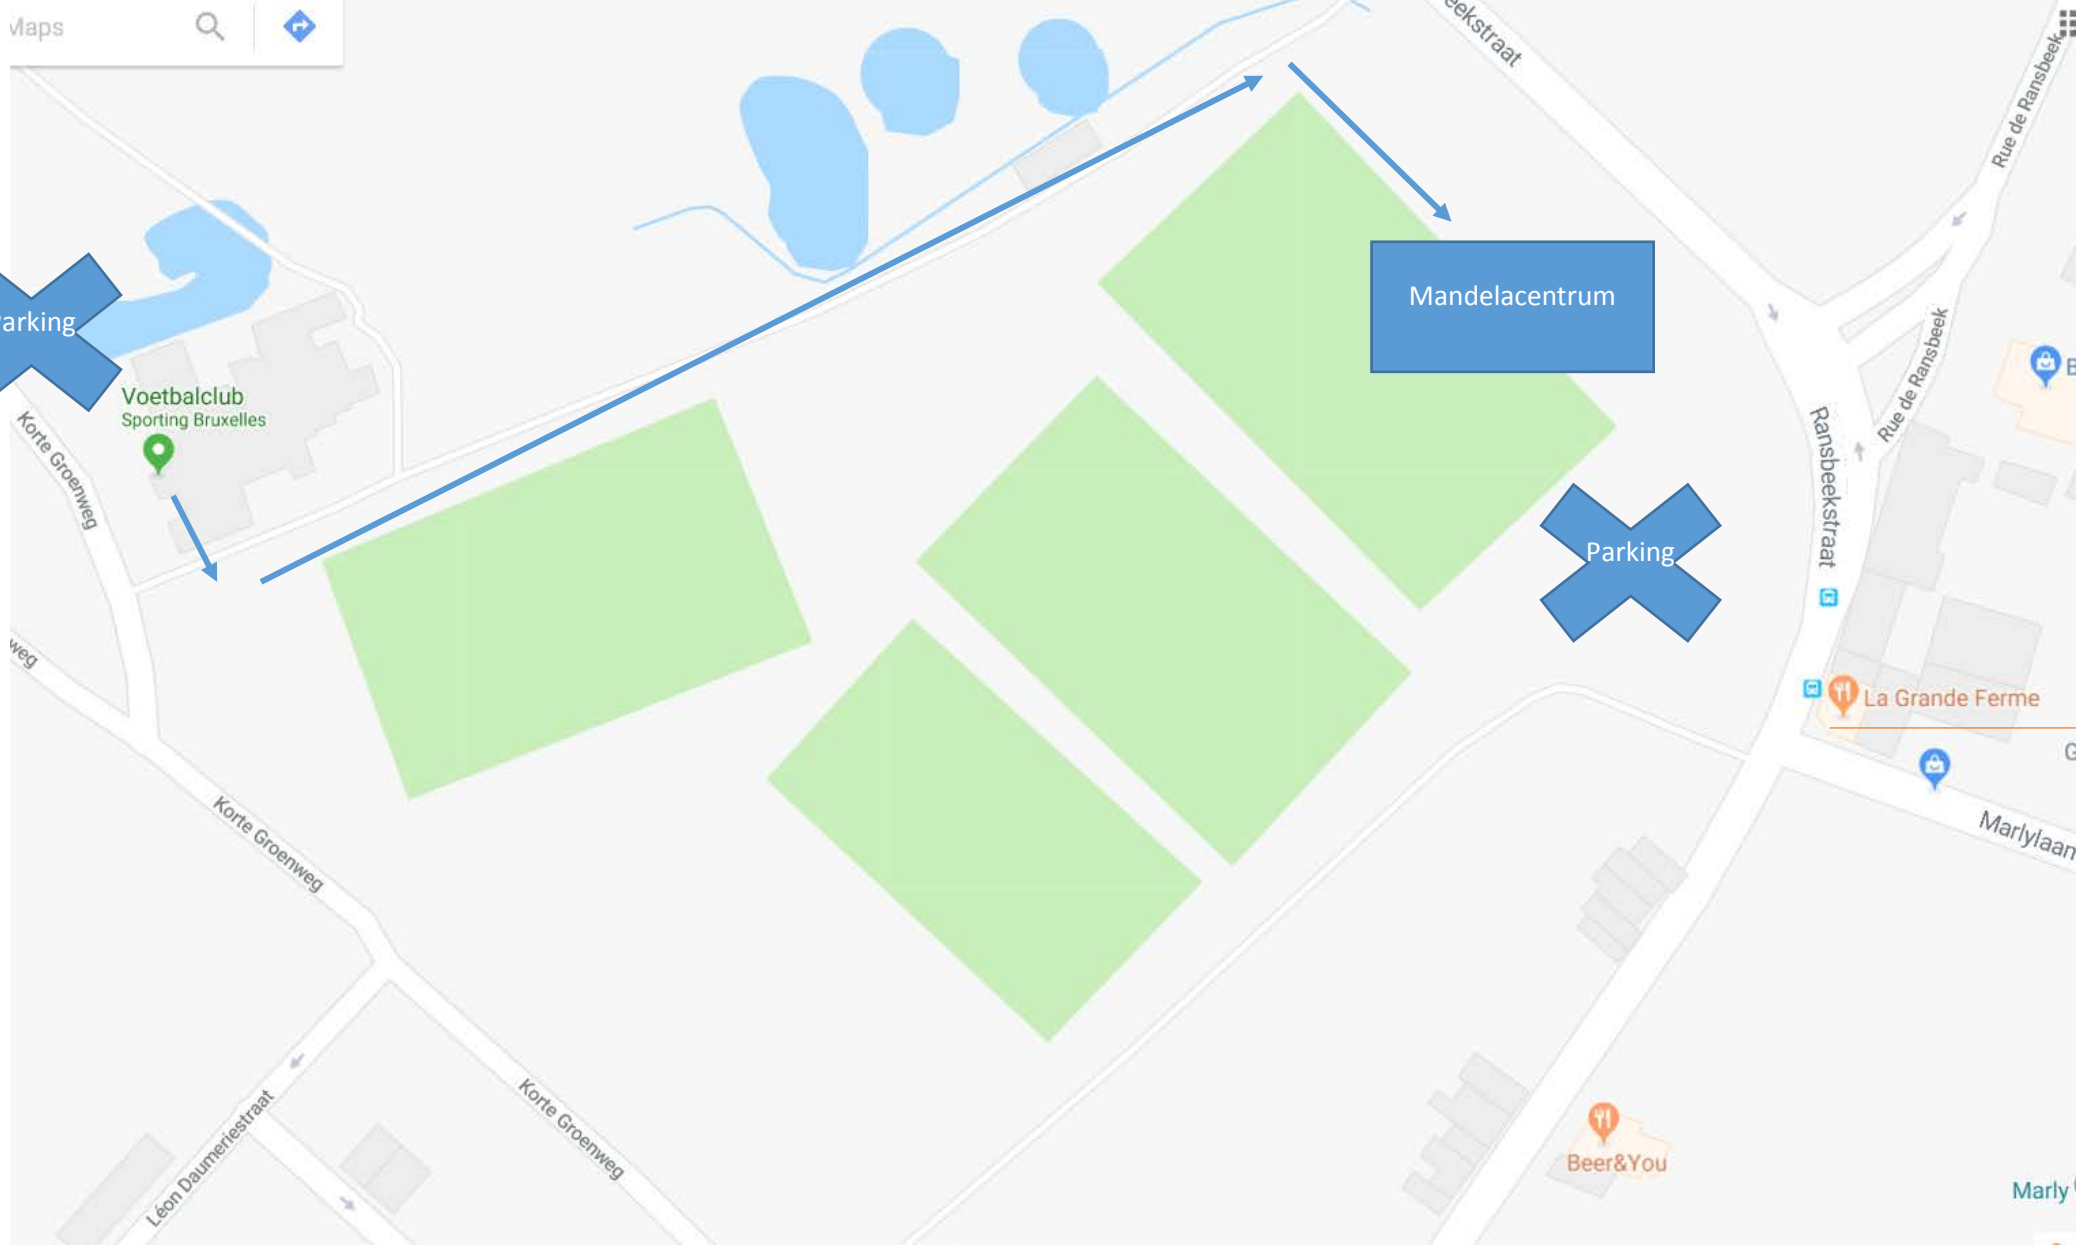 Maps
eekstraat
Rue de Ransbeek
Mandelacentrum
Parking
Voetbalclub
Sporting Bruxelles
Korte Groenweg
Rue de Ransbeek
Ransbeekstraat
B
Parking
weg
La Grande Ferme
G
Marlylaan
Korte Groenweg
Korte Groenweg
Léon Daumeriestraat
Beer&You
Marly